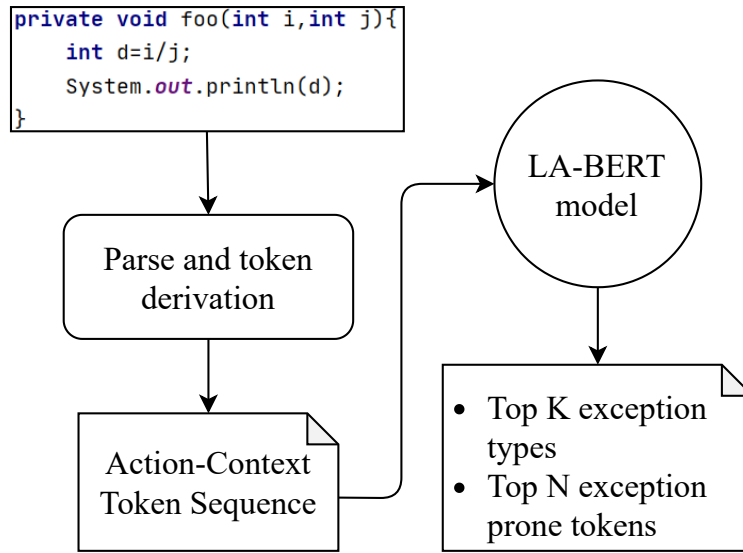 private void foo(int i,int j){
int d=i/j;
System.out.println(d);
}
Parse and token
derivation
Action-Context
Token Sequence
LA-BERT
model
• Top K exception
types
• Top N exception
prone tokens